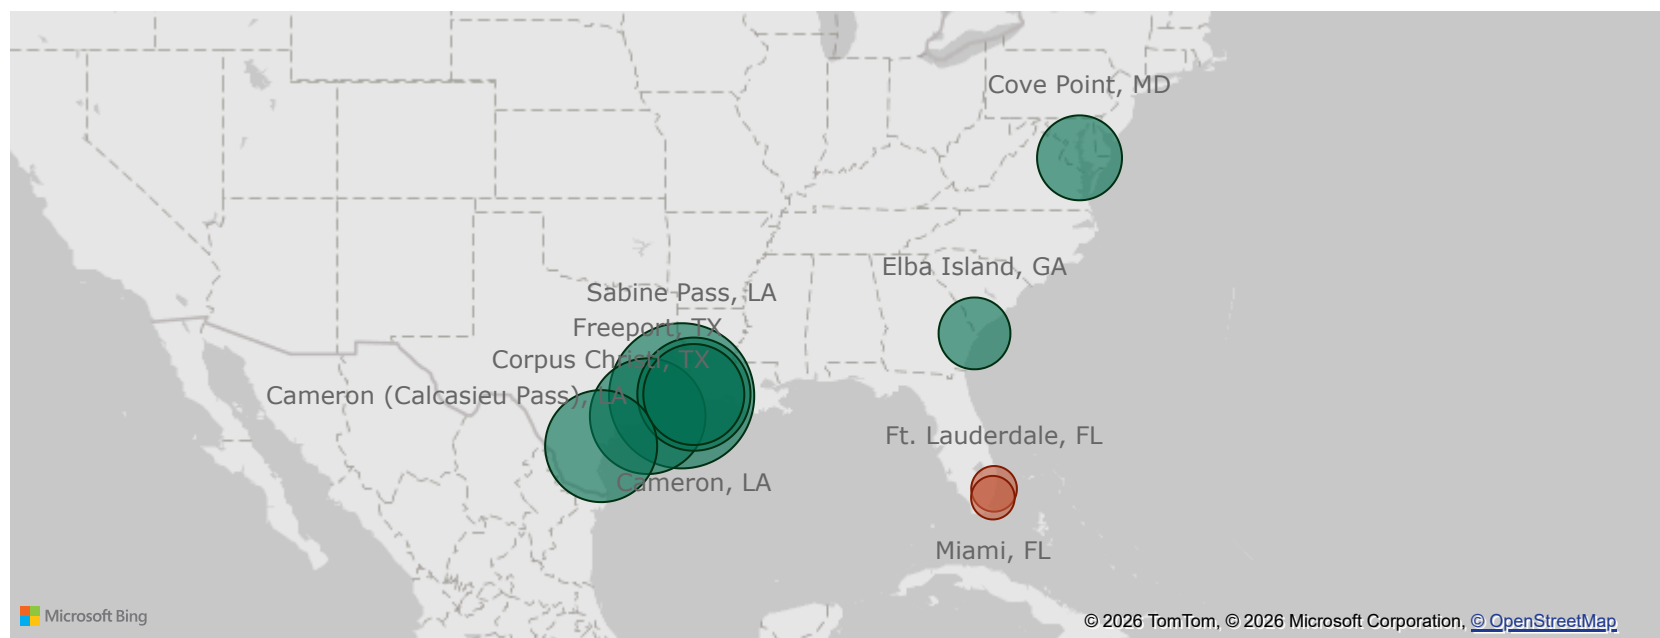 Cove Point, MD
Elba Island, GA
Sabine Pass, LA
Freeport, TX
Corpus Christi, TX
Cameron (Calcasieu Pass), LA
Ft. Lauderdale, FL
Cameron, LA
Miami, FL
Microsoft Bing
© 2026 TomTom, © 2026 Microsoft Corporation, © OpenStreetMap